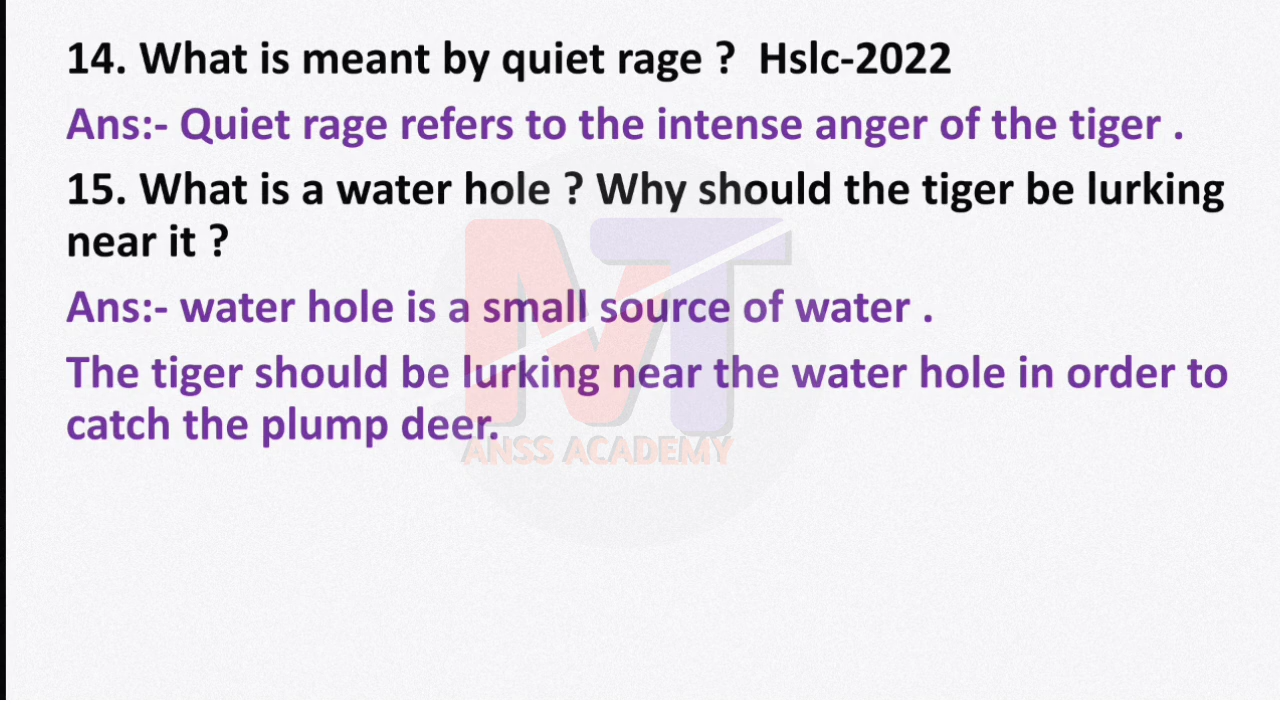 14. What is meant by quiet rage ? Hslc-2022
Ans:- Quiet rage refers to the intense anger of the tiger .
15. What is a water hole ? Why should the tiger be lurking
near it ?
Ans:- water hole is a small source of water .
The tiger should be lurking near the water hole in order to
catch the plump deer.
MT
ANSS ACADEMY